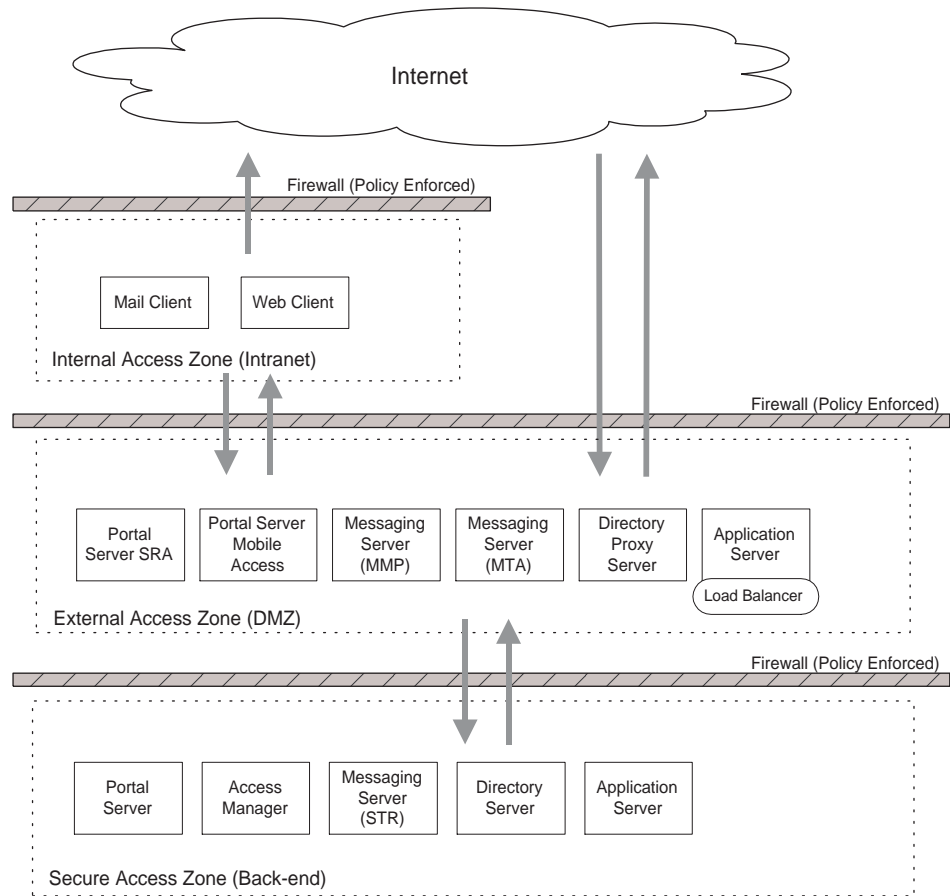 Internet
Firewall (Policy Enforced)
Mail Client
Web Client
Internal Access Zone (Intranet)
Firewall (Policy Enforced)
Portal
Server SRA
Portal Server
Mobile
Access
Messaging
Server
(MMP)
Messaging
Server
(MTA)
Directory
Proxy
Server
Application
Server
Load Balancer
External Access Zone (DMZ)
Firewall (Policy Enforced)
Portal
Server
Access
Manager
Messaging
Server
(STR)
Directory
Server
Application
Server
Secure Access Zone (Back-end)